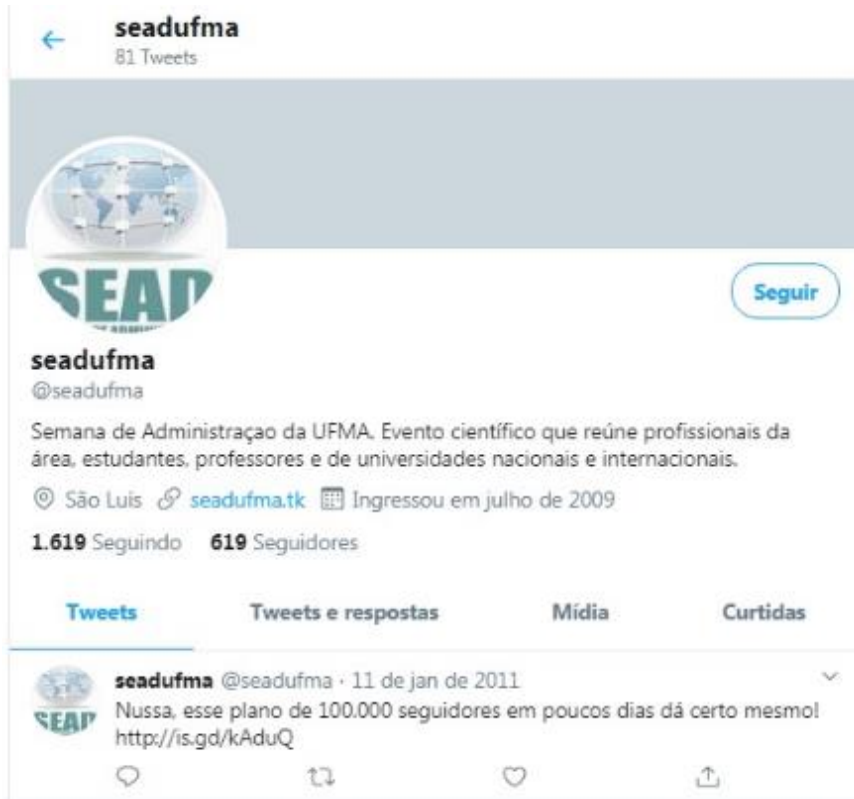 seadufma
81 Tweets
SEAD
Seguir
seadufma
@seadufma
Semana de Administraçao da UFMA. Evento científico que reúne profissionais da
área, estudantes, professores e de universidades nacionais e internacionais.
São Luís seadufma.tk Ingressou em julho de 2009
1.619 Seguindo 619 Seguidores
Tweets Tweets e respostas Mídia Curtidas
seadufma @seadufma · 11 de jan de 2011
SEAD
Nussa, esse plano de 100.000 seguidores em poucos dias dá certo mesmo!
http://is.gd/kAduQ